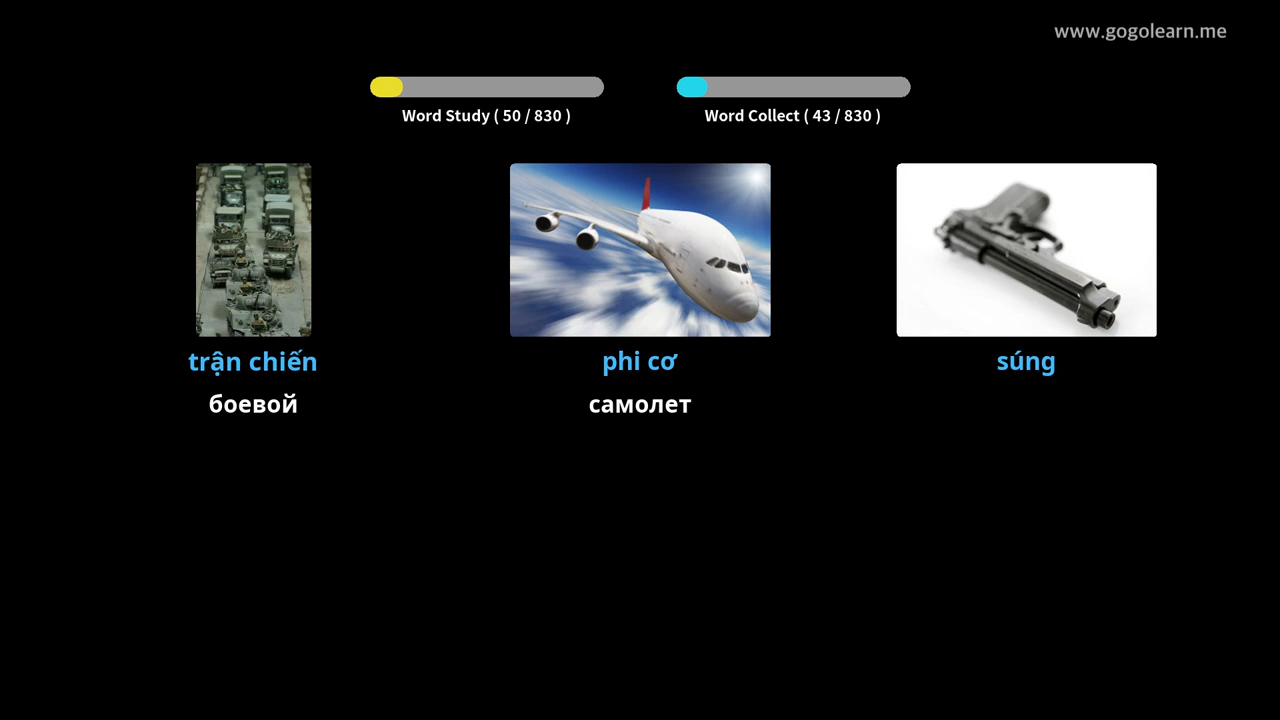 www.gogolearn.me
Word Study ( 50 / 830 )
Word Collect ( 43 / 830 )
trận chiến
phi cơ
súng
боевой
самолет